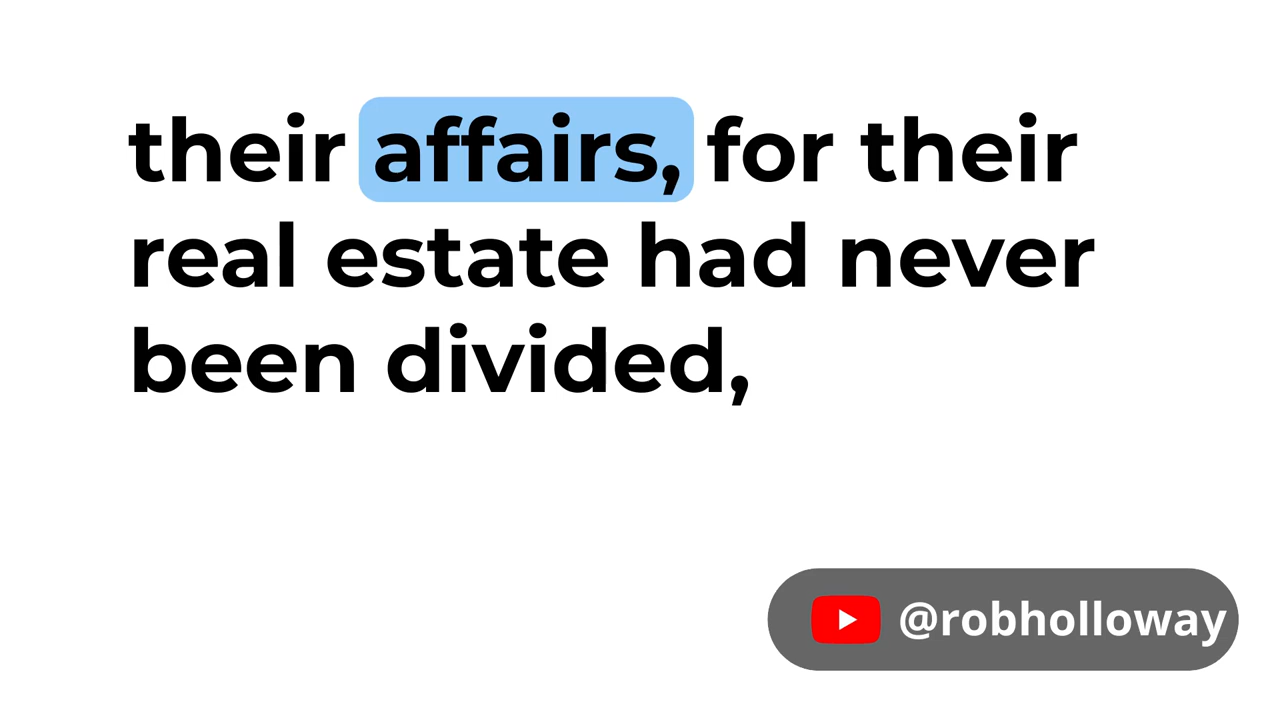 their affairs, for their
real estate had never
been divided,
@robholloway